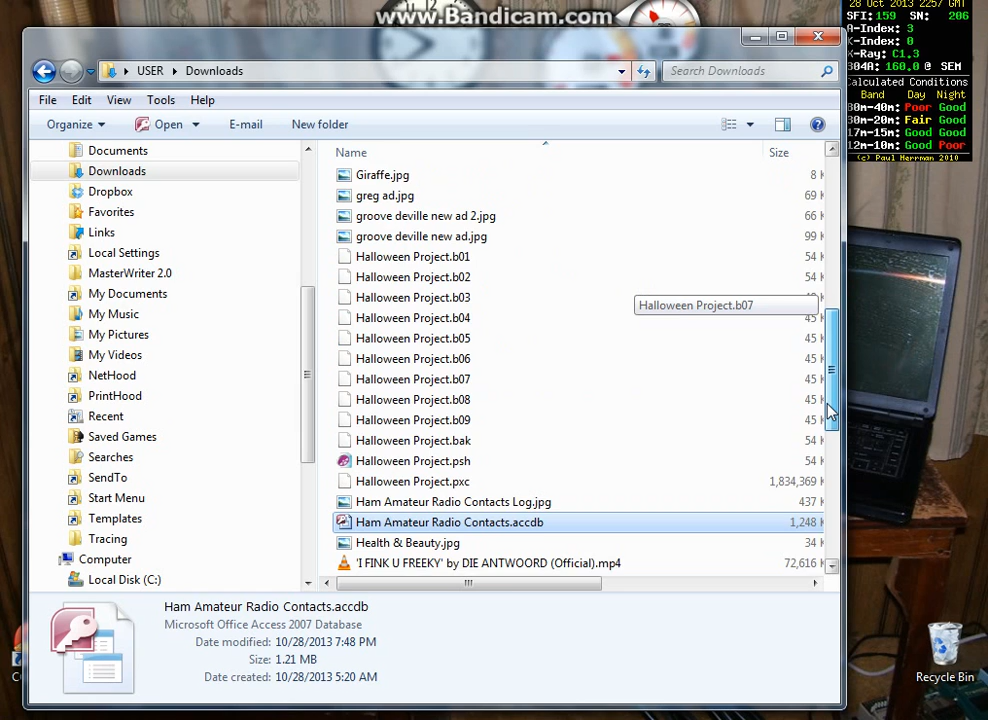 www.Bandicam.com
28 Oct 2013 2257 GMT
SFI: 159 SN: 206
A-Index: 3
K-Index: 0
X-Ray: C1.3
304A: 160.0 @ SEM
Calculated Conditions
Band Day Night
80m-40m: Poor Good
30m-20m: Fair Good
17m-15m: Good Good
12m-10m: Good Poor
(c) Paul Herrman 2010
USER Downloads
Search Downloads
File Edit View Tools Help
Organize Open E-mail New folder
Documents
Downloads
Dropbox
Favorites
Links
Local Settings
MasterWriter 2.0
My Documents
My Music
My Pictures
My Videos
NetHood
PrintHood
Recent
Saved Games
Searches
SendTo
Start Menu
Templates
Tracing
Computer
Local Disk (C:)
Name Size
Giraffe.jpg 8 K
greg ad.jpg 69 K
groove deville new ad 2.jpg 66 K
groove deville new ad.jpg 99 K
Halloween Project.b01 54 K
Halloween Project.b02 54 K
Halloween Project.b03
Halloween Project.b07
Halloween Project.b04 45 K
Halloween Project.b05 45 K
Halloween Project.b06 45 K
Halloween Project.b07 45 K
Halloween Project.b08 45 K
Halloween Project.b09 45 K
Halloween Project.bak 54 K
Halloween Project.psh 54 K
Halloween Project.pxc 1,834,369 K
Ham Amateur Radio Contacts Log.jpg 437 K
Ham Amateur Radio Contacts.accdb 1,248 K
Health & Beauty.jpg 34 K
'I FINK U FREEKY' by DIE ANTWOORD (Official).mp4 72,616 K
Ham Amateur Radio Contacts.accdb
Microsoft Office Access 2007 Database
Date modified: 10/28/2013 7:48 PM
Size: 1.21 MB
Date created: 10/28/2013 5:20 AM
Recycle Bin